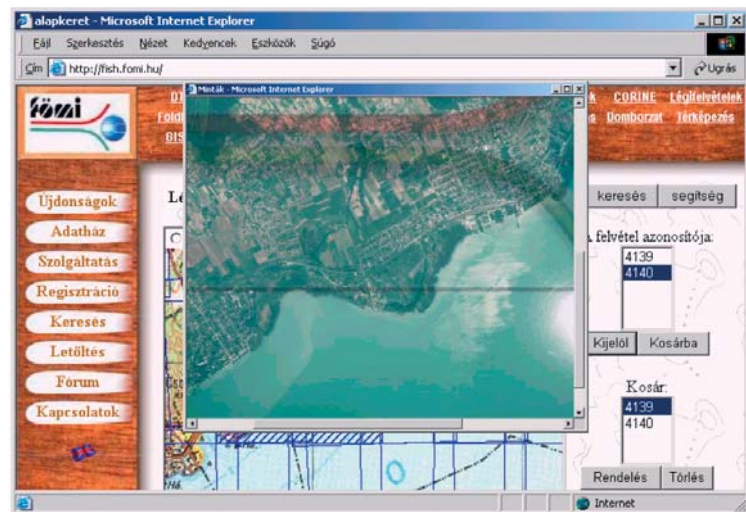 alapkeret - Microsoft Internet Explorer
Fájl Szerkesztés Nézet Kedvencek Eszközök Súgó
Cím http://fish.fomi.hu/ Ugrás
fömi
CORINE Légifelvételek
Domborzat Térképezés
Minták - Microsoft Internet Explorer
Újdonságok
Adatház
Szolgáltatás
Regisztráció
Keresés
Letöltés
Fórum
Kapcsolatok
keresés segítség
felvétel azonosítója:
4139
4140
Kijelöl Kosárba
Kosár:
4139
4140
Rendelés Törlés
Internet